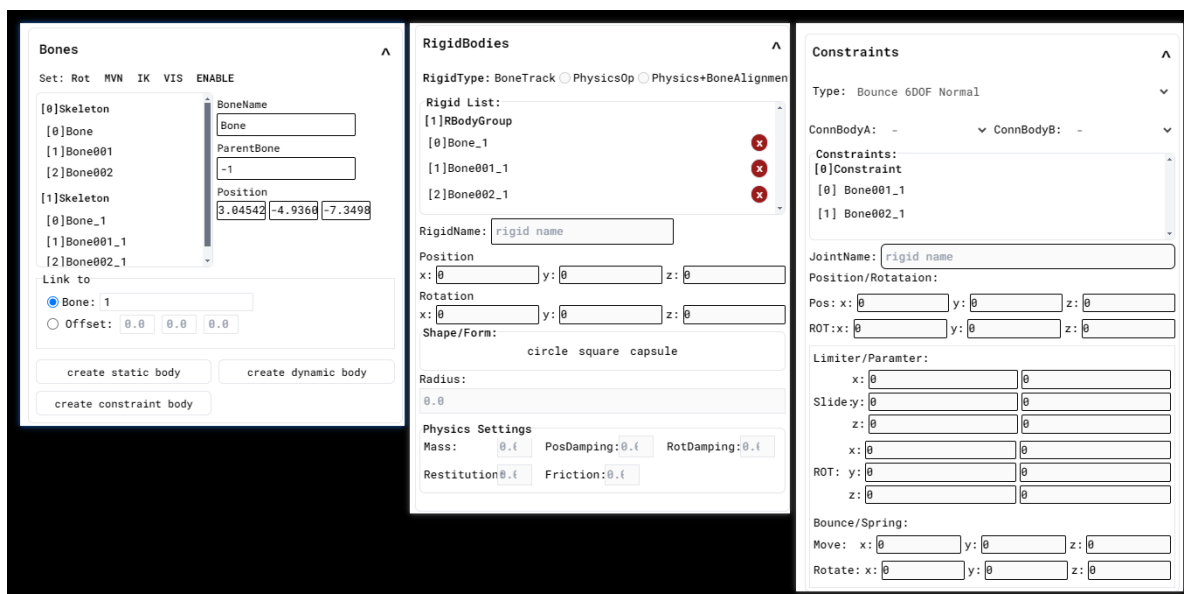 Bones
Set: Rot MVN IK VIS ENABLE
[0]Skeleton
[0]Bone
[1]Bone001
[2]Bone002
[1]Skeleton
[0]Bone_1
[1]Bone001_1
[2]Bone002_1
BoneName
Bone
ParentBone
-1
Position
3.04542 -4.9360 -7.3498
Link to
Bone: 1
Offset: 0.0 0.0 0.0
create static body create dynamic body
create constraint body
RigidBodies
RigidType: BoneTrack PhysicsOp Physics+BoneAlignmen
Rigid List:
[1]RBodyGroup
[0]Bone_1 x
[1]Bone001_1 x
[2]Bone002_1 x
RigidName: rigid name
Position
x: 0 y: 0 z: 0
Rotation
x: 0 y: 0 z: 0
Shape/Form:
circle square capsule
Radius:
0.0
Physics Settings
Mass: PosDamping: RotDamping:
Restitution Friction:
Constraints
Type: Bounce 6DOF Normal
ConnBodyA: - ConnBodyB: -
Constraints:
[0]Constraint
[0] Bone001_1
[1] Bone002_1
JointName: rigid name
Position/Rotataion:
Pos: x: 0 y: 0 z: 0
ROT:x: 0 y: 0 z: 0
Limiter/Paramter:
x: 0 0
Slide:y: 0 0
z: 0 0
x: 0 0
ROT: y: 0 0
z: 0 0
Bounce/Spring:
Move: x: 0 y: 0 z: 0
Rotate: x: 0 y: 0 z: 0